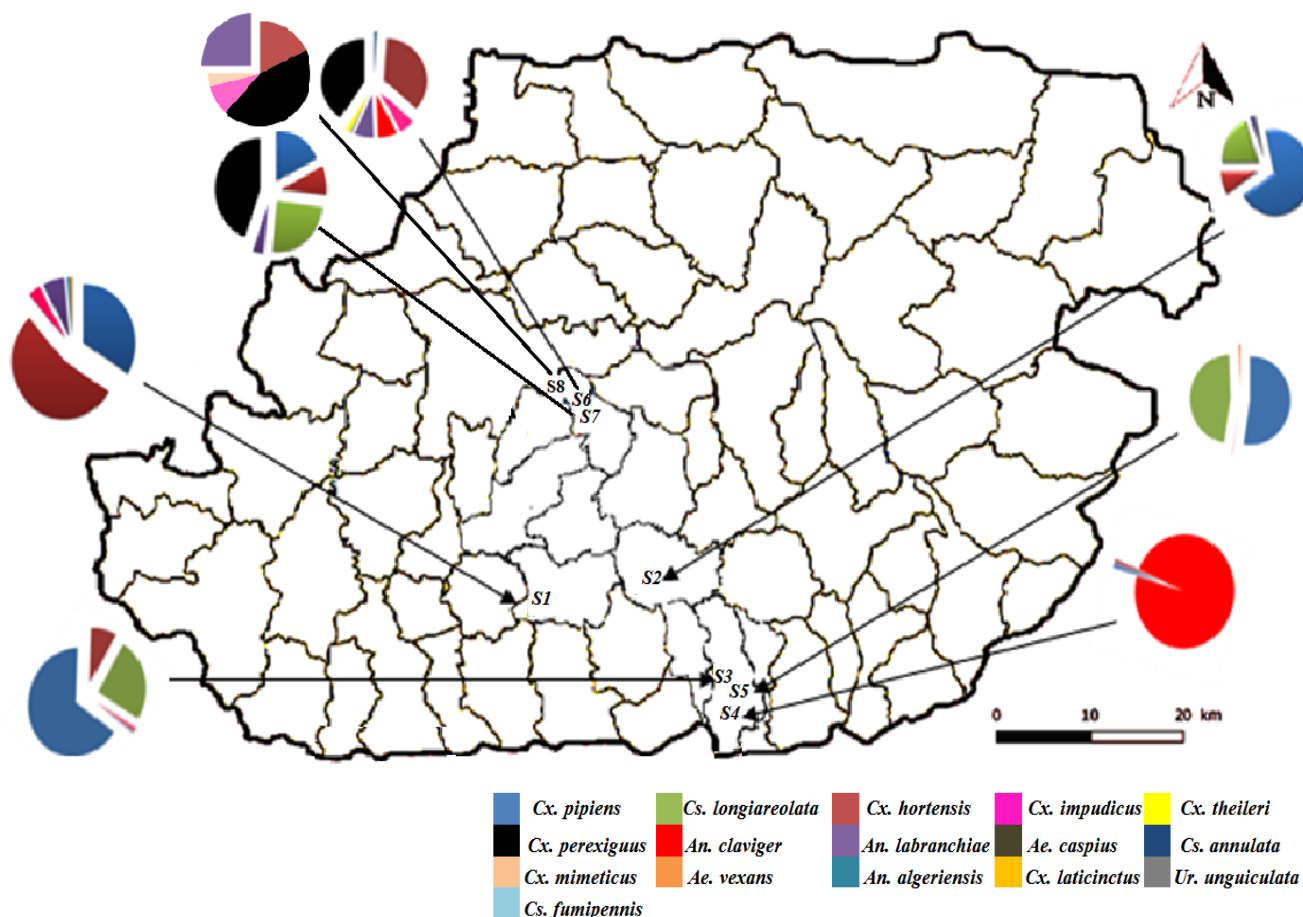 N
S8
S6
S7
S2
S1
S3
S5
S4
0 10 20 km
Cx. pipiens Cs. longiareolata Cx. hortensis Cx. impudicus Cx. theileri
Cx. perexiguus An. claviger An. labranchiae Ae. caspius Cs. annulata
Cx. mimeticus Ae. vexans An. algeriensis Cx. laticinctus Ur. unguiculata
Cs. fumipennis